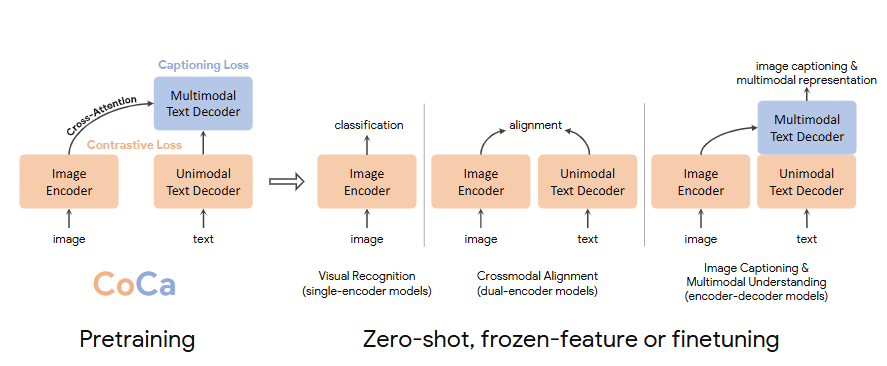 Captioning Loss
Multimodal
Text Decoder
Cross-Attention
Contrastive Loss
Image
Encoder
Unimodal
Text Decoder
image
text
CoCa
Pretraining
classification
Image
Encoder
image
Visual Recognition
(single-encoder models)
alignment
Image
Encoder
Unimodal
Text Decoder
image
text
Crossmodal Alignment
(dual-encoder models)
image captioning &
multimodal representation
Multimodal
Text Decoder
Image
Encoder
Unimodal
Text Decoder
image
text
Image Captioning &
Multimodal Understanding
(encoder-decoder models)
Zero-shot, frozen-feature or finetuning